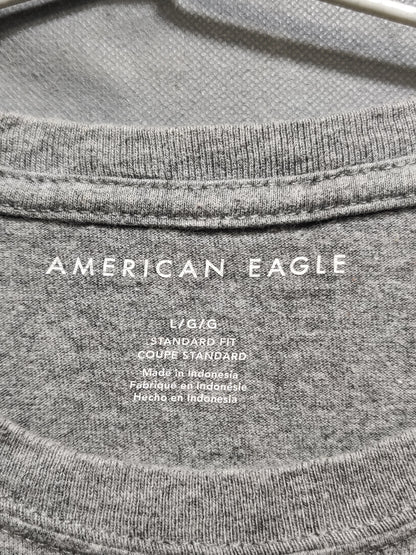 AMERICAN EAGLE
L/G/G
STANDARD FIT
COUPE STANDARD
Made in Indonesia
Fabriqué en Indonésie
Hecho en Indonesia